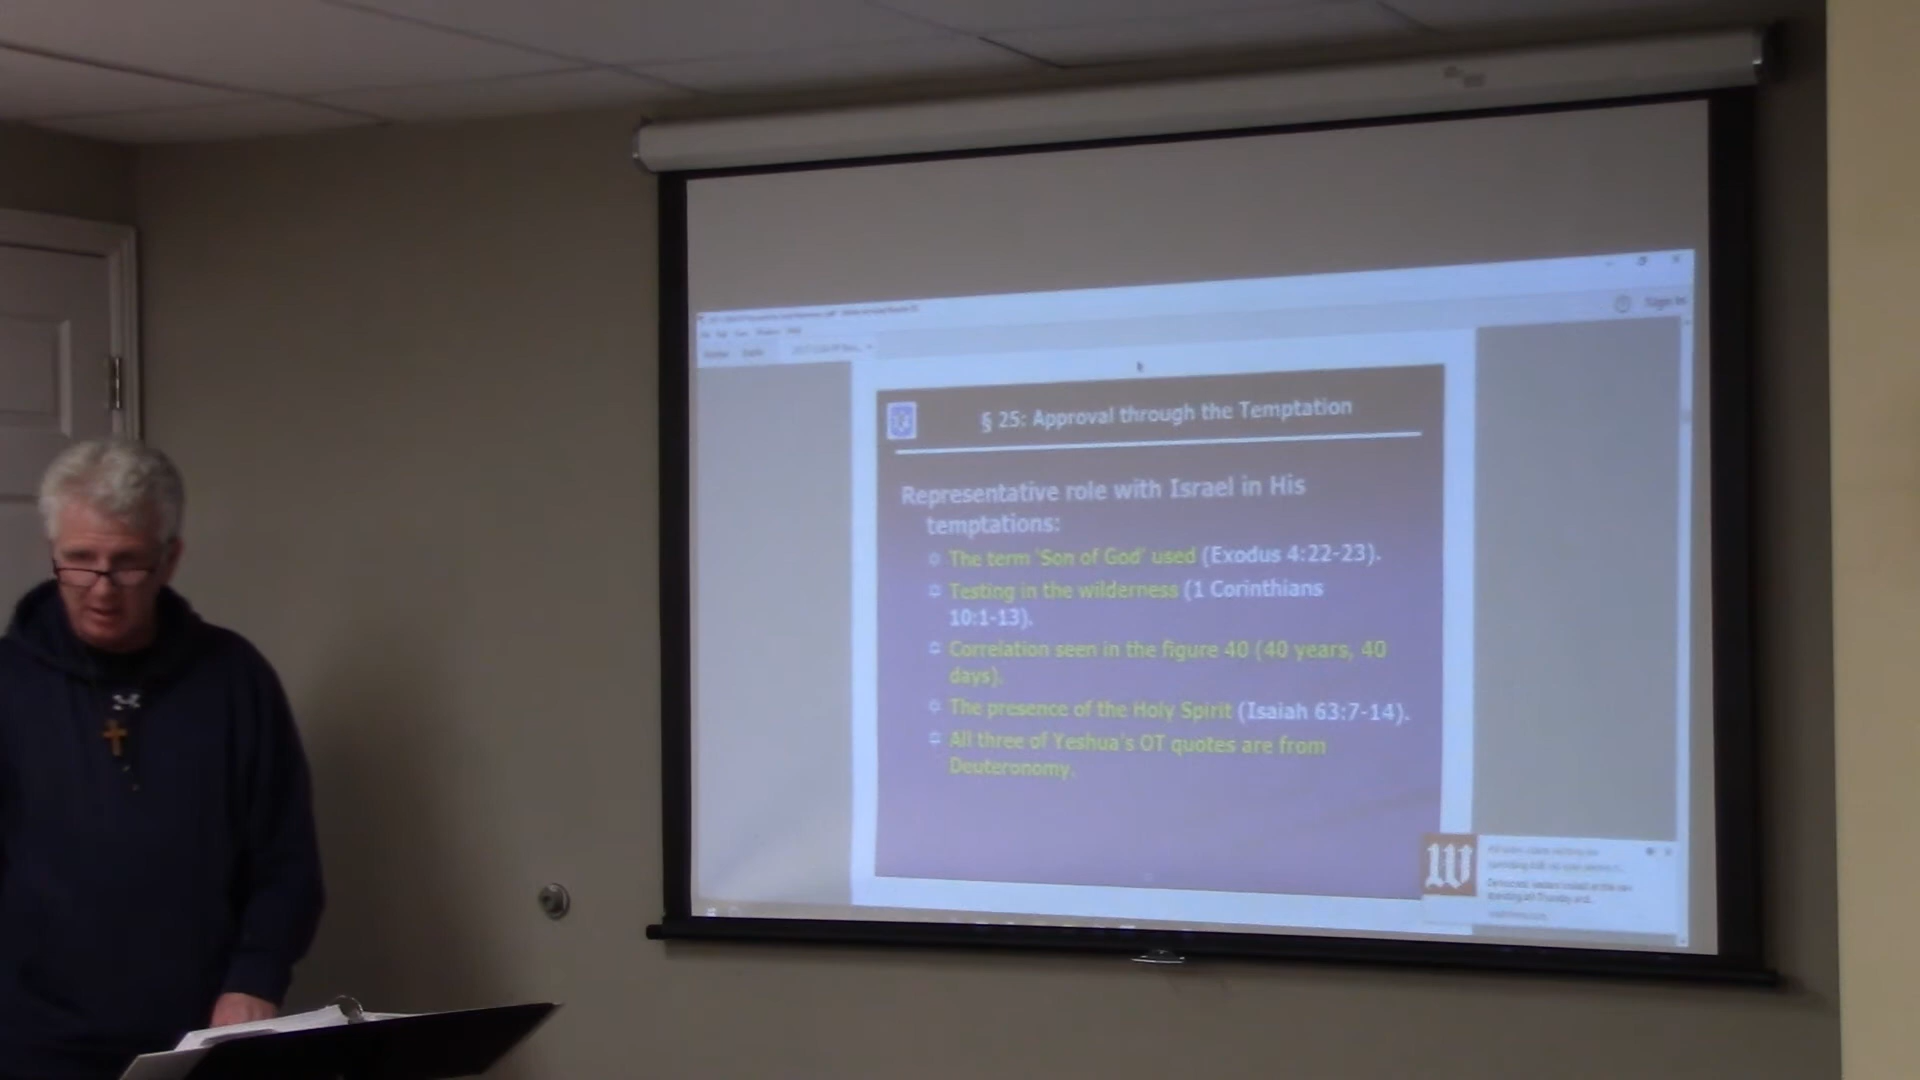 Sign In
§ 25: Approval through the Temptation
Representative role with Israel in His
temptations:
The term 'Son of God' used (Exodus 4:22-23).
Testing in the wilderness (1 Corinthians
10:1-13).
Correlation seen in the figure 40 (40 years, 40
days).
The presence of the Holy Spirit (Isaiah 63:7-14).
All three of Yeshua's OT quotes are from
Deuteronomy.
W